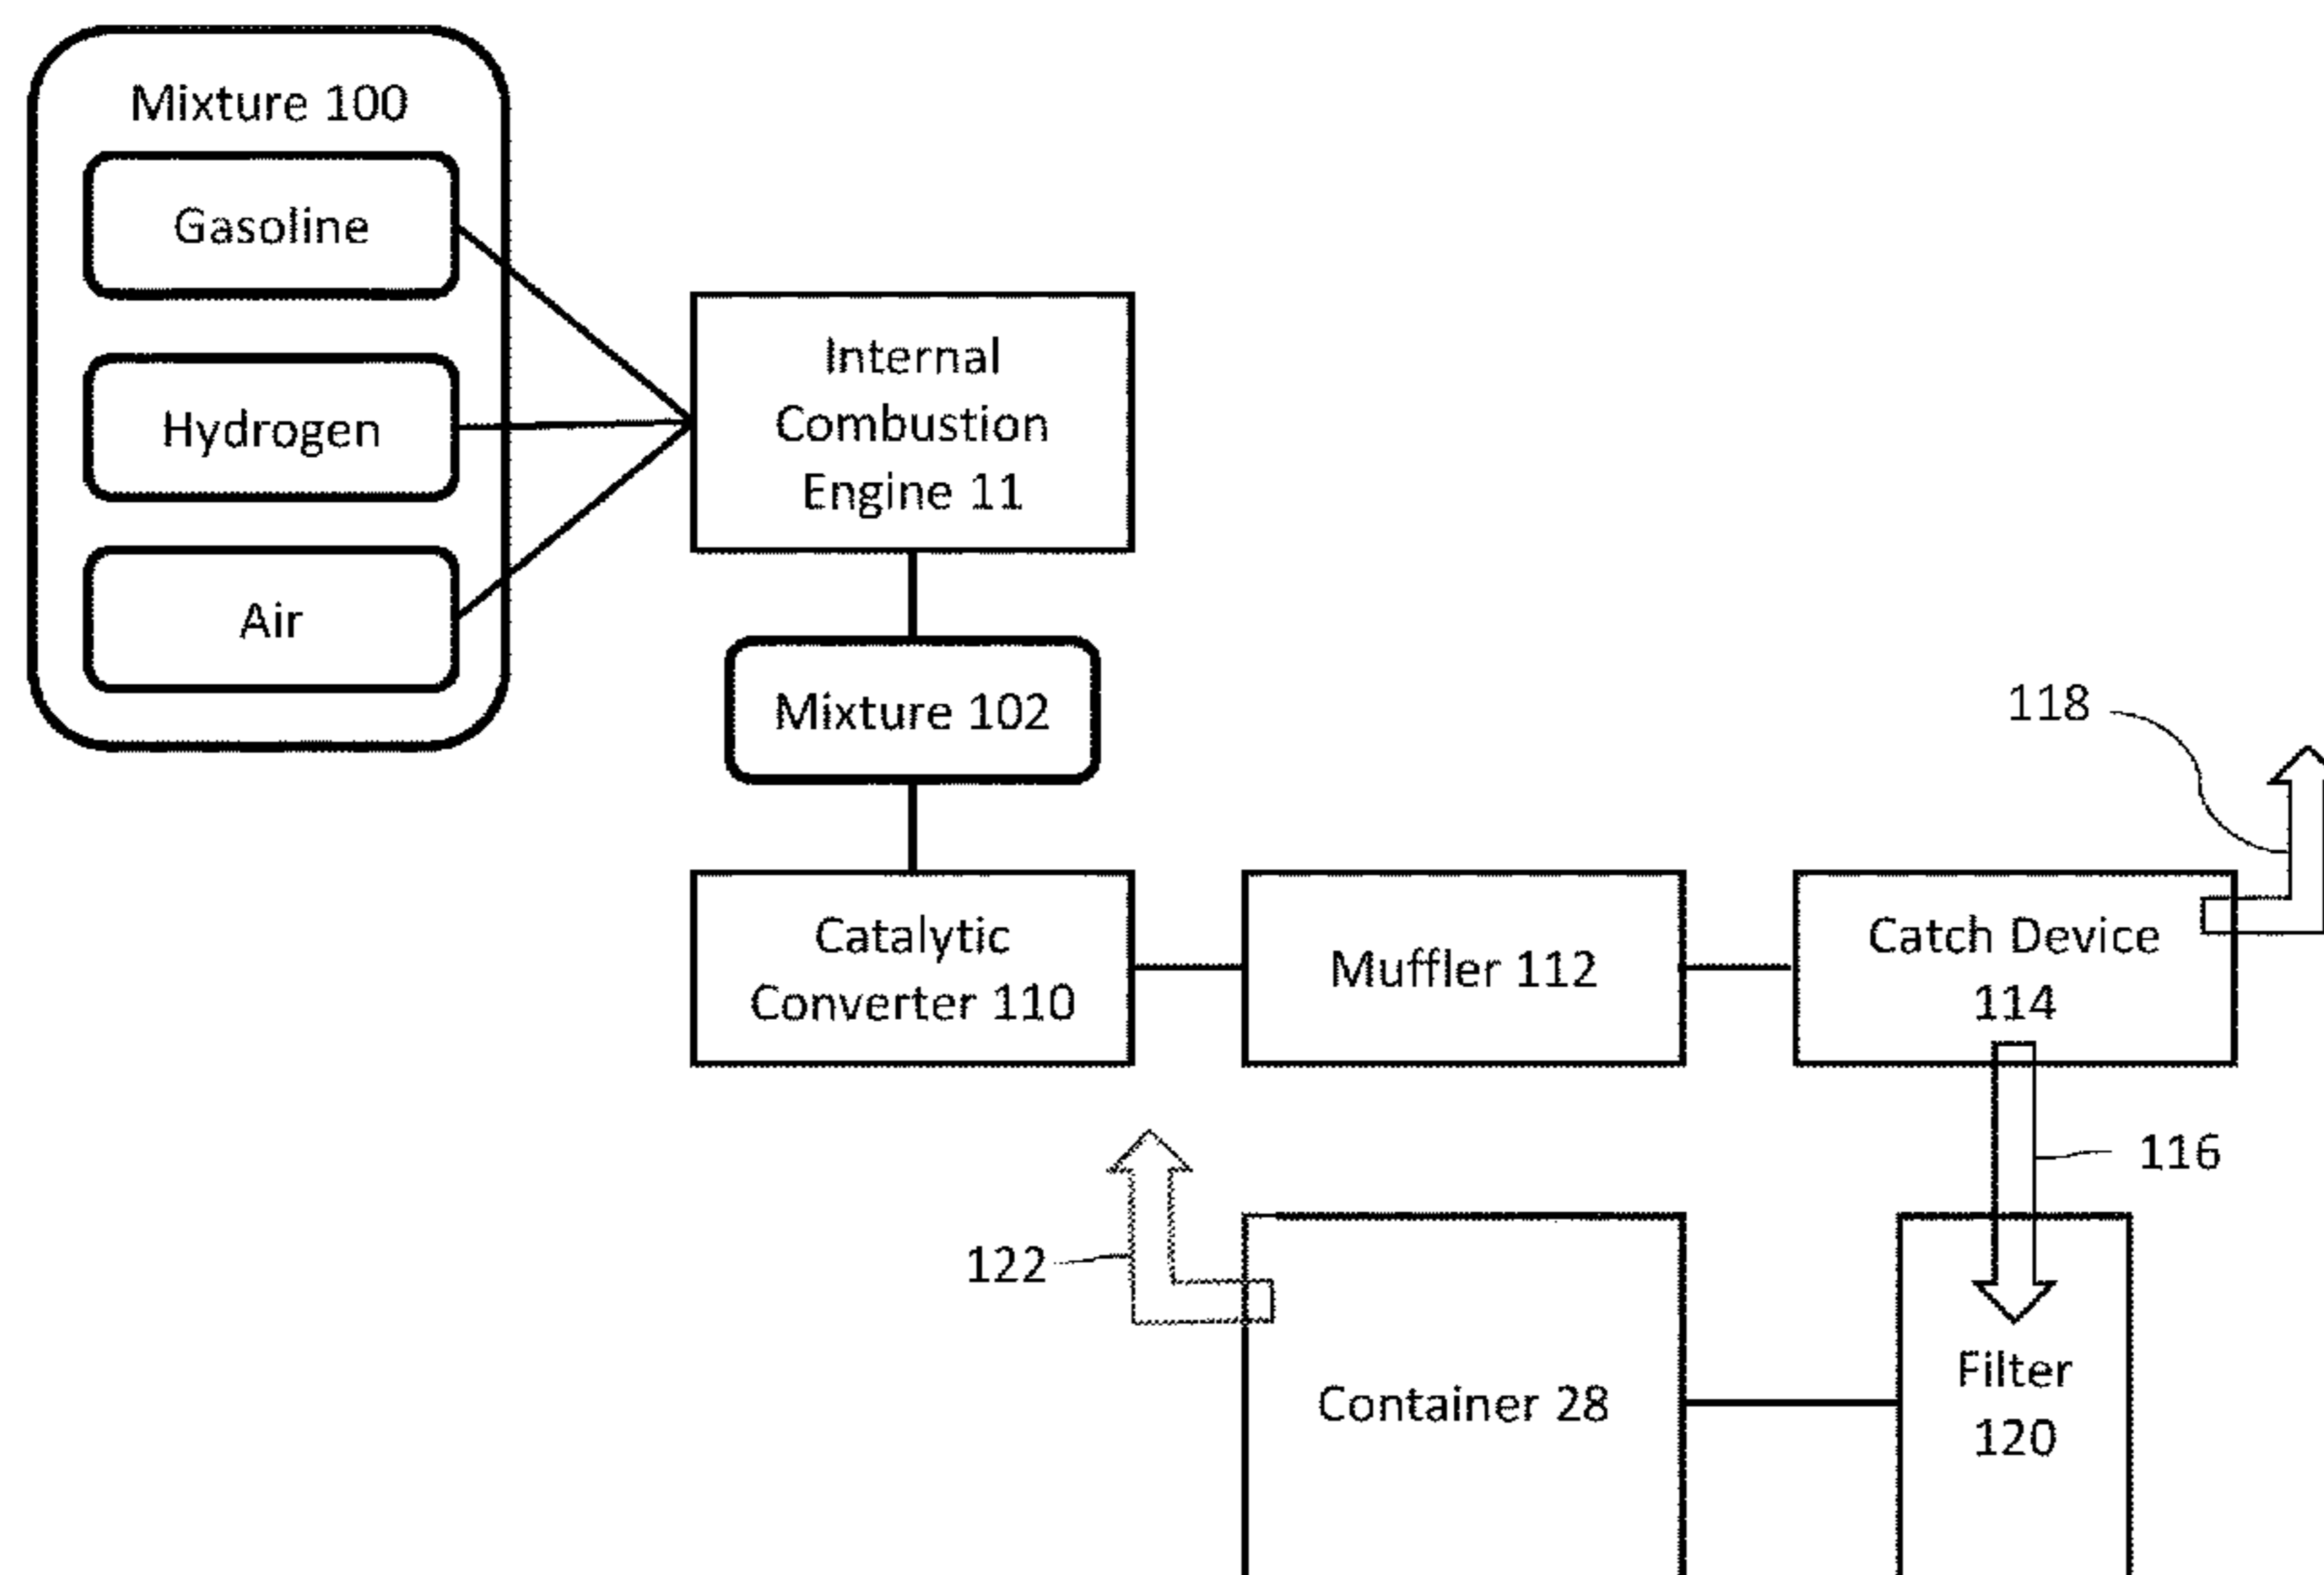 Mixture 100
Gasoline
Hydrogen
Air
Internal
Combustion
Engine 11
Mixture 102
118
Catalytic
Converter 110
Muffler 112
Catch Device
114
116
122
Container 28
Filter
120